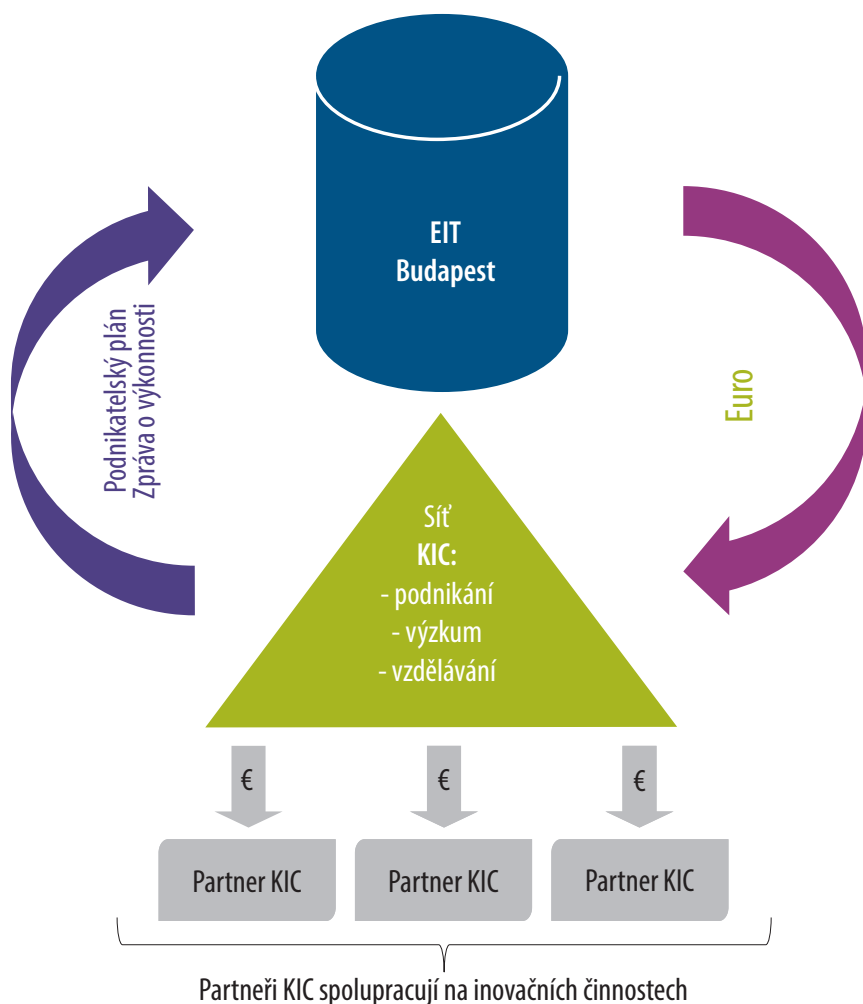 EIT
Budapest
Podnikatelský plán
Zpráva o výkonnosti
Euro
Síť
KIC:
- podnikání
- výzkum
- vzdělávání
€ € €
Partner KIC Partner KIC Partner KIC
Partneři KIC spolupracují na inovačních činnostech